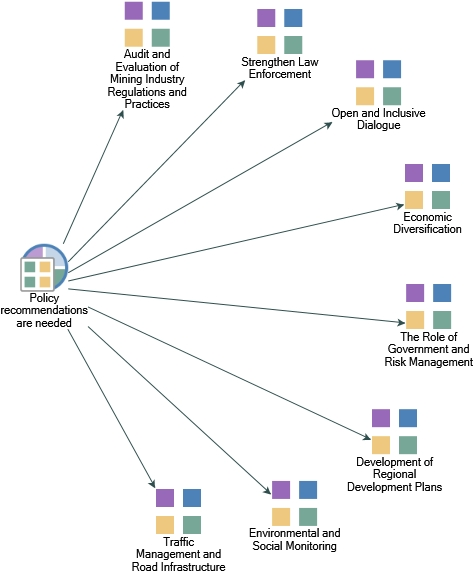 Audit and
Evaluation of
Mining Industry
Regulations and
Practices
Strengthen Law
Enforcement
Open and Inclusive
Dialogue
Economic
Diversification
Policy
recommendations
are needed
The Role of
Government and
Risk Management
Development of
Regional
Development Plans
Environmental and
Social Monitoring
Traffic
Management and
Road Infrastructure